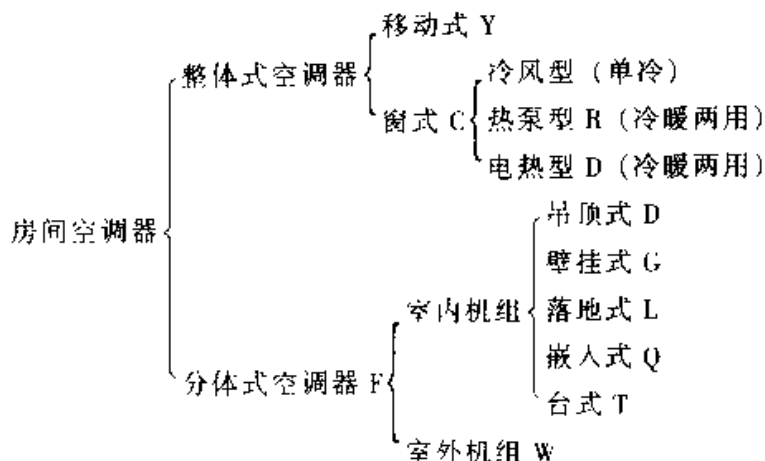 移动式 Y
整体式空调器
冷风型 (单冷)
窗式 C
热泵型 R (冷暖两用)
电热型 D (冷暖两用)
房间空调器
吊顶式 D
壁挂式 G
室内机组
落地式 L
嵌入式 Q
分体式空调器 F
台式 T
室外机组 W